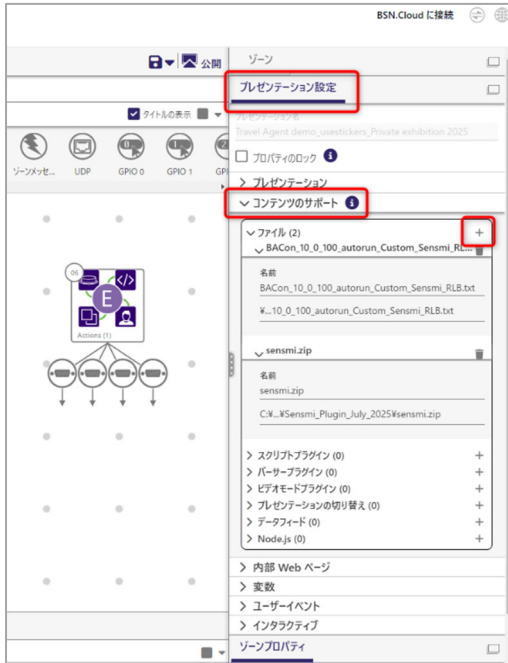 BSN.Cloud に接続
公開
ゾーン
プレゼンテーション設定
タイトルの表示
プレゼンテーション名
Travel Agent demo_usestickers_Private exhibition 2025
プロパティのロック
ゾーンメッセ...
UDP
GPIO 0
GPIO 1
GPI
プレゼンテーション
コンテンツのサポート
ファイル (2)
BACon_10_0_100_autorun_Custom_Sensmi_RL...
名前
BACon_10_0_100_autorun_Custom_Sensmi_RLB.txt
¥...10_0_100_autorun_Custom_Sensmi_RLB.txt
06
E
Actions (1)
sensmi.zip
名前
sensmi.zip
C:¥...¥Sensmi_Plugin_July_2025¥sensmi.zip
スクリプトプラグイン (0)
パーサープラグイン (0)
ビデオモードプラグイン (0)
プレゼンテーションの切り替え (0)
データフィード (0)
Node.js (0)
内部 Web ページ
変数
ユーザーイベント
インタラクティブ
ゾーンプロパティ